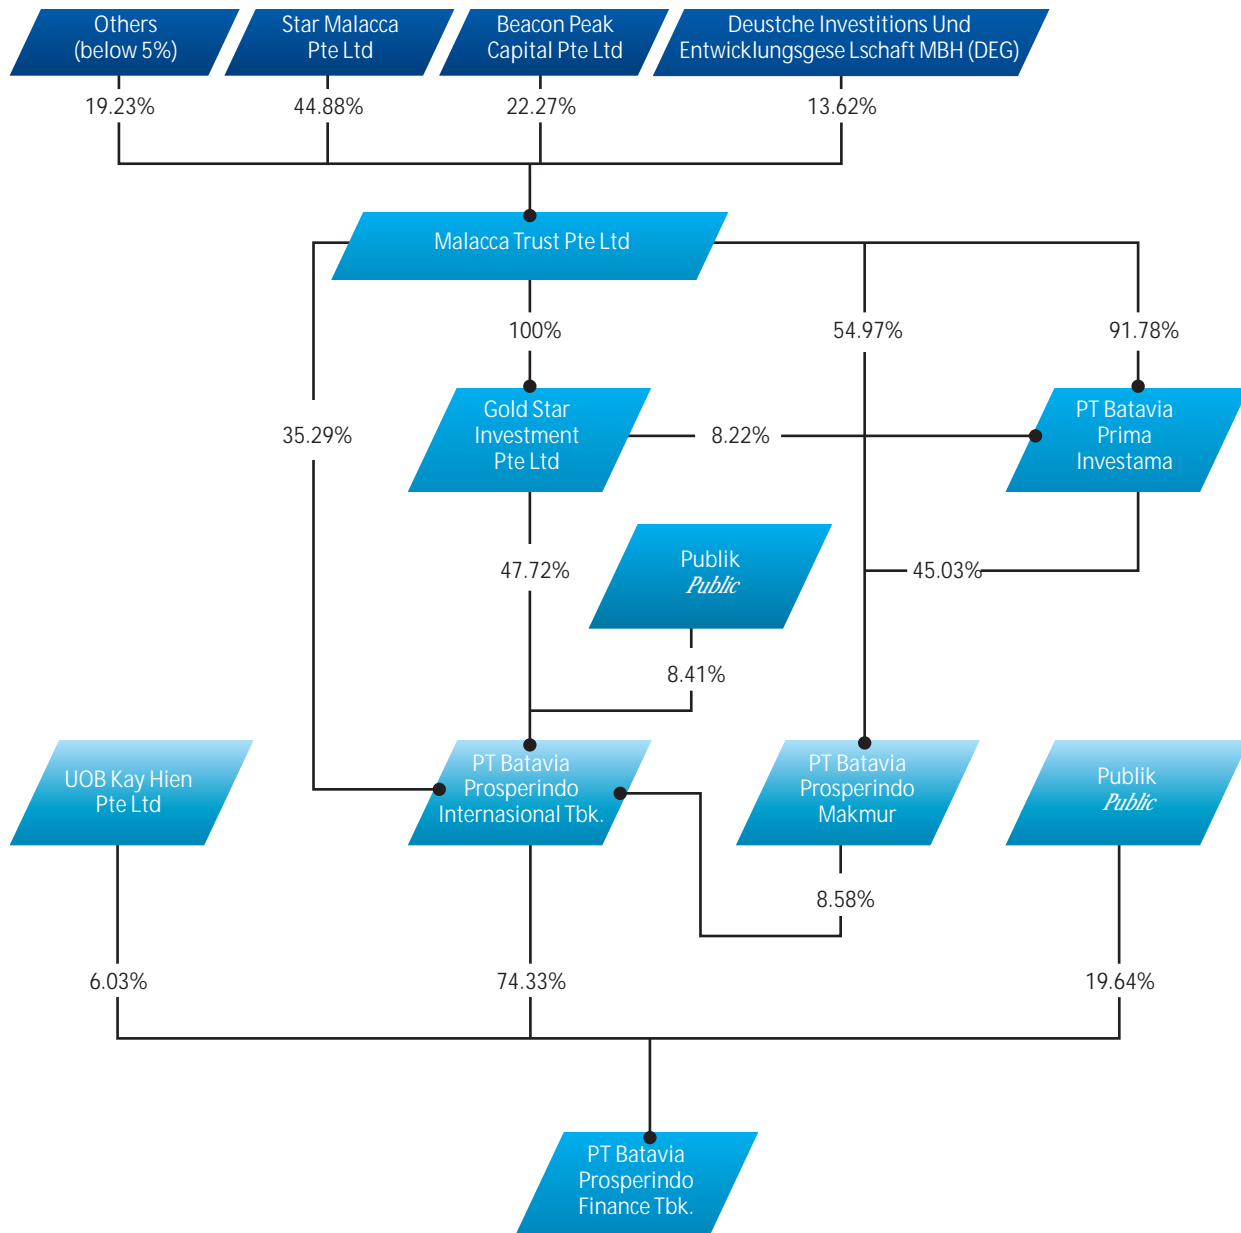 Others
(below 5%)
Star Malacca
Pte Ltd
Beacon Peak
Capital Pte Ltd
Deustche Investitions Und
Entwicklungsgese Lschaft MBH (DEG)
19.23%
44.88%
22.27%
13.62%
Malacca Trust Pte Ltd
100%
54.97%
91.78%
35.29%
Gold Star
Investment
Pte Ltd
8.22%
PT Batavia
Prima
Investama
47.72%
Publik
Public
45.03%
8.41%
UOB Kay Hien
Pte Ltd
PT Batavia
Prosperindo
Internasional Tbk.
PT Batavia
Prosperindo
Makmur
Publik
Public
8.58%
6.03%
74.33%
19.64%
PT Batavia
Prosperindo
Finance Tbk.